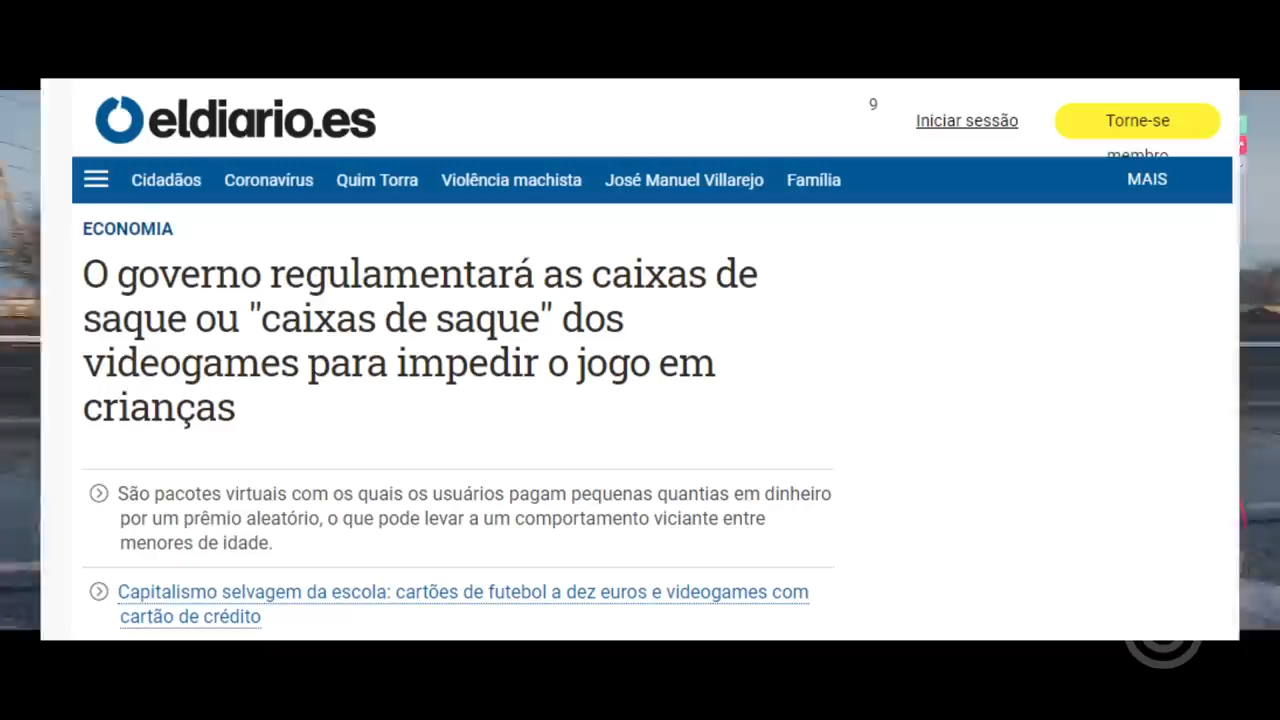 eldiario.es
9
Iniciar sessão
Torne-se
membro
Cidadãos Coronavírus Quim Torra Violência machista José Manuel Villarejo Família MAIS
ECONOMIA
O governo regulamentará as caixas de
saque ou "caixas de saque" dos
videogames para impedir o jogo em
crianças
São pacotes virtuais com os quais os usuários pagam pequenas quantias em dinheiro
por um prêmio aleatório, o que pode levar a um comportamento viciante entre
menores de idade.
Capitalismo selvagem da escola: cartões de futebol a dez euros e videogames com
cartão de crédito